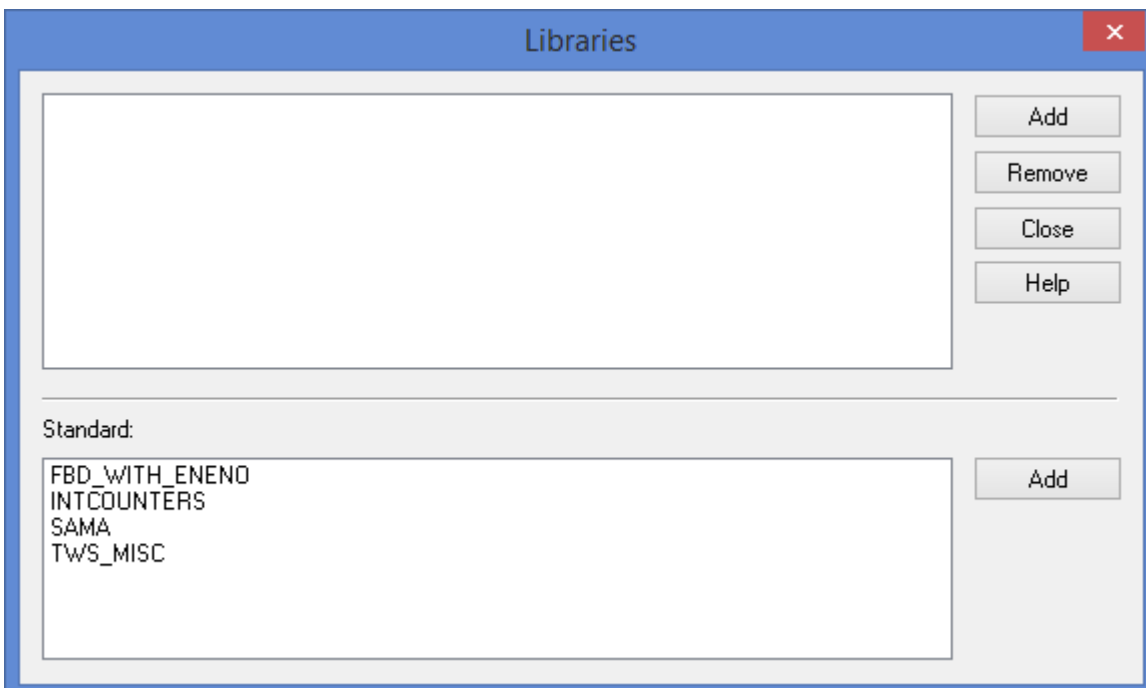 Libraries
Add
Remove
Close
Help
Standard:
FBD_WITH_ENENO
INTCOUNTERS
SAMA
TWS_MISC
Add